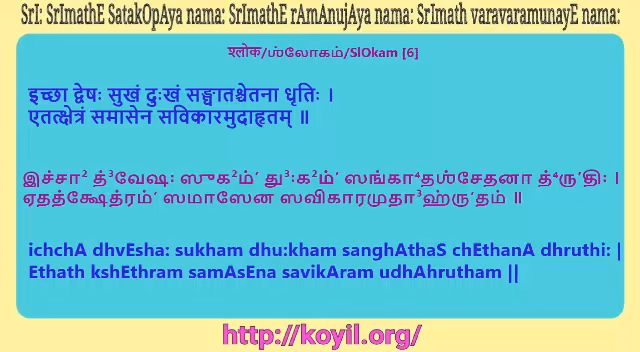 SrI: SrImathE SatakOpAya nama: SrImathE rAmAnujAya nama: SrImath varavaramunayE nama:
श्लोक/ஶ்லோகம்/SlOkam [6]
इच्छा द्वेषः सुखं दुःखं सङ्घातश्चेतना धृतिः ।
एतत्क्षेत्रं समासेन सविकारमुदाहृतम् ॥
இச்சா² த்³வேஷ: ஸுக²ம்ʼ து³:க²ம்ʼ ஸங்கா⁴தஶ்சேதனா த்⁴ருʼதி: ।
ஏதத்க்ஷேத்ரம்ʼ ஸமாஸேன ஸவிகாரமுதா³ஹ்ருʼதம் ॥
ichchA dhvEsha: sukham dhu:kham sanghAthaS chEthanA dhruthi: |
Ethath kshEthram samAsEna savikAram udhAhrutham ||
http://koyil.org/